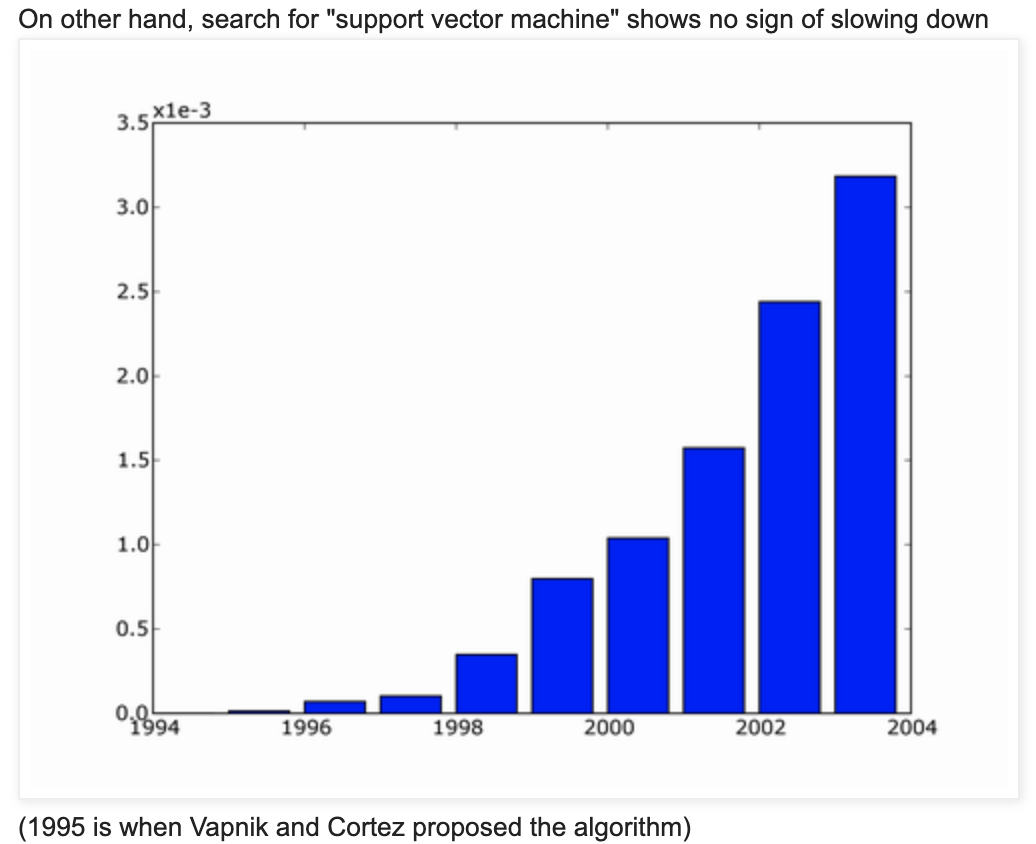 On other hand, search for "support vector machine" shows no sign of slowing down
x1e-3
3.5
3.0
2.5
2.0
1.5
1.0
0.5
0.0
1994 1996 1998 2000 2002 2004
(1995 is when Vapnik and Cortez proposed the algorithm)